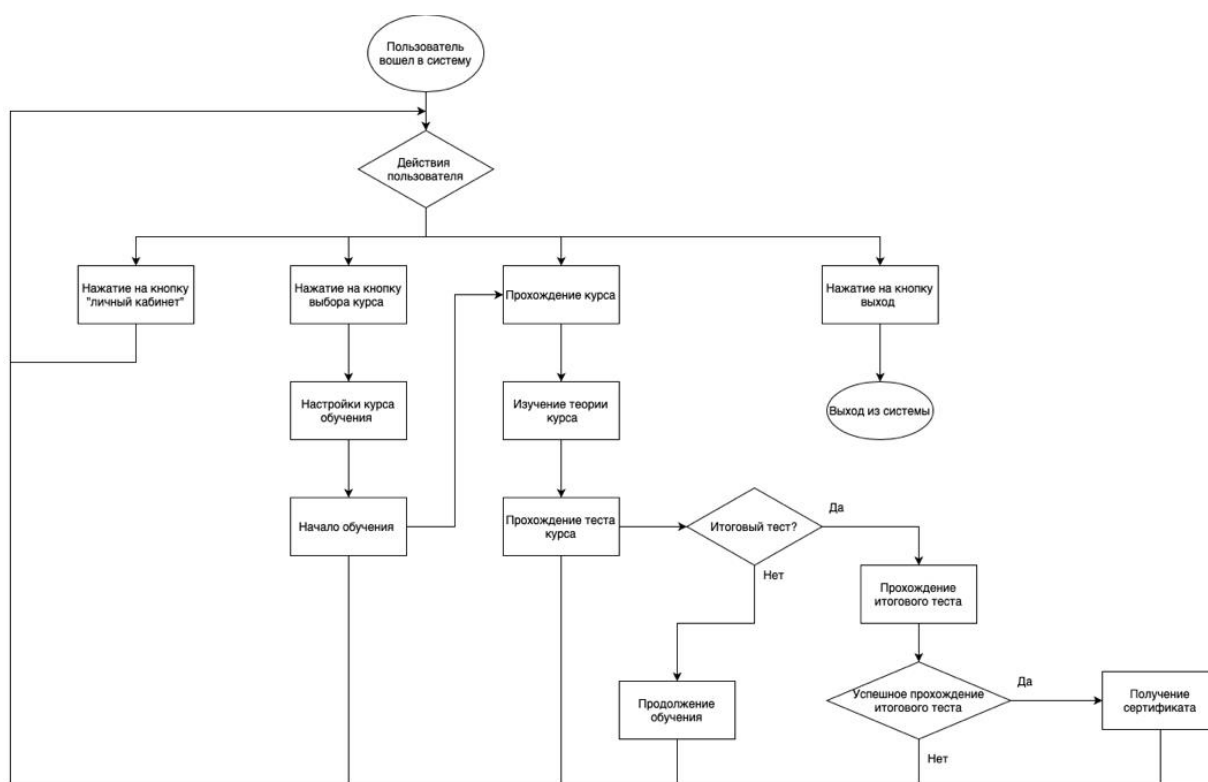 Пользователь
вошел в систему
Действия
пользователя
Нажатие на кнопку
"личный кабинет"
Нажатие на кнопку
выбора курса
Прохождение курса
Нажатие на кнопку
выход
Настройки курса
обучения
Изучение теории
курса
Выход из системы
Начало обучения
Прохождение теста
курса
Итоговый тест?
Да
Нет
Прохождение
итогового теста
Продолжение
обучения
Успешное прохождение
итогового теста
Да
Получение
сертификата
Нет